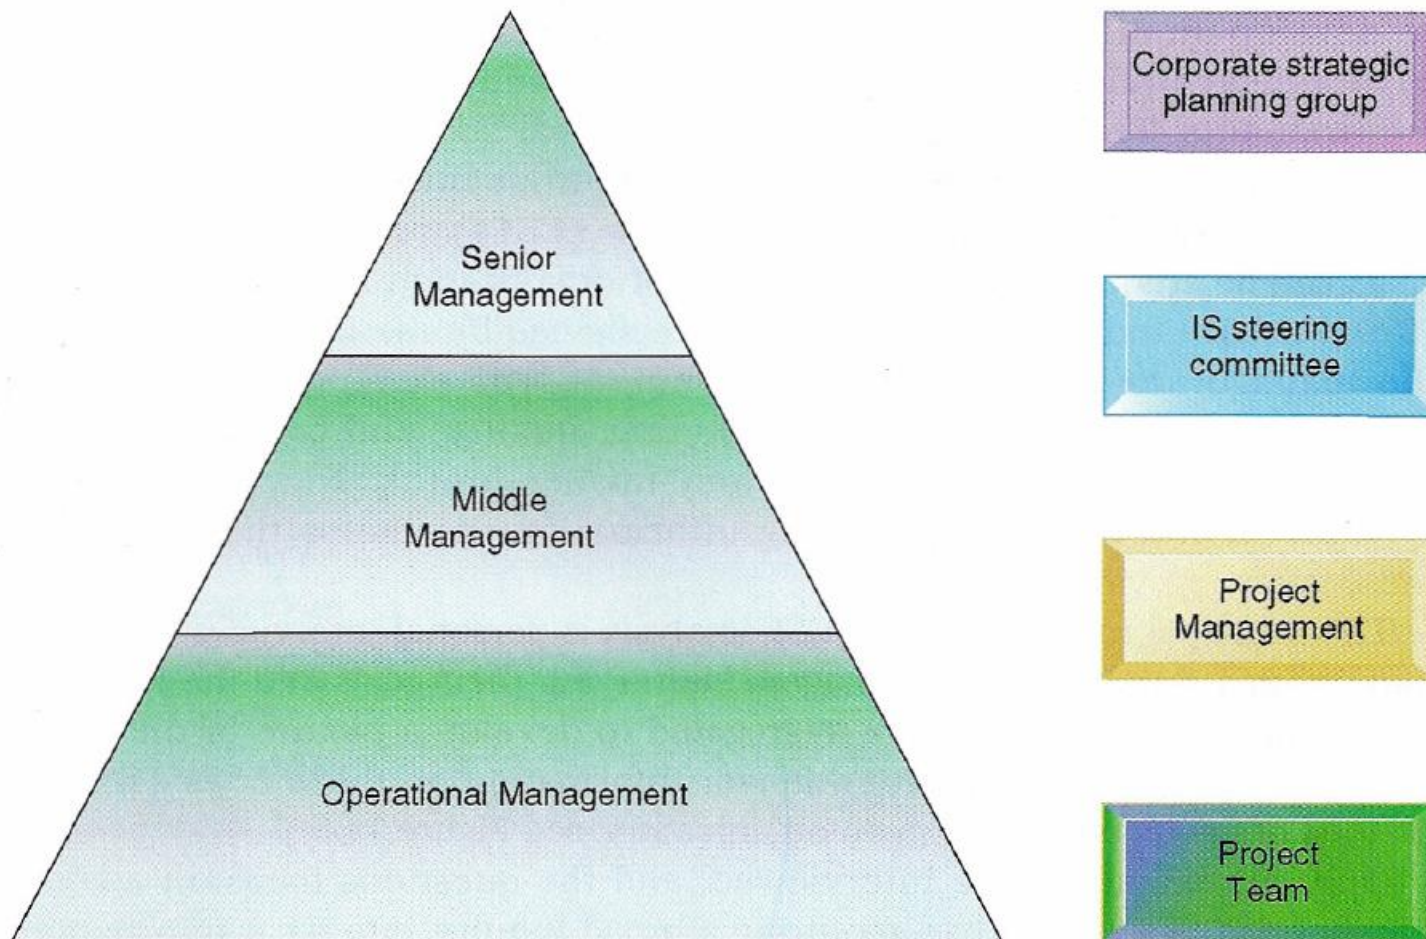 Senior
Management
Middle
Management
Operational Management
Corporate strategic
planning group
IS steering
committee
Project
Management
Project
Team